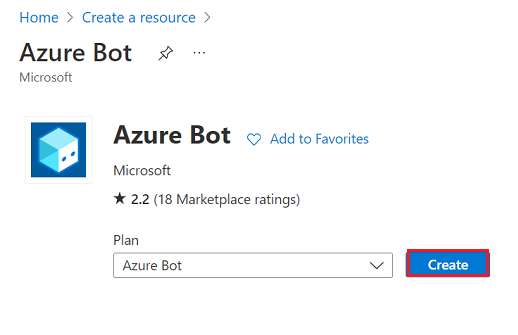 Home > Create a resource >
Azure Bot ...
Microsoft
Azure Bot Add to Favorites
Microsoft
★ 2.2 (18 Marketplace ratings)
Plan
Azure Bot Create